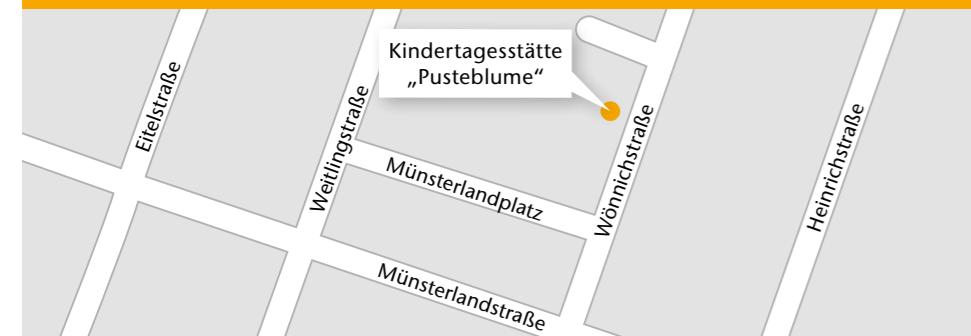 Kindertagesstätte
„Pusteblume“
Eitelstraße
Weitlingstraße
Münsterlandplatz
Wönnichstraße
Heinrichstraße
Münsterlandstraße